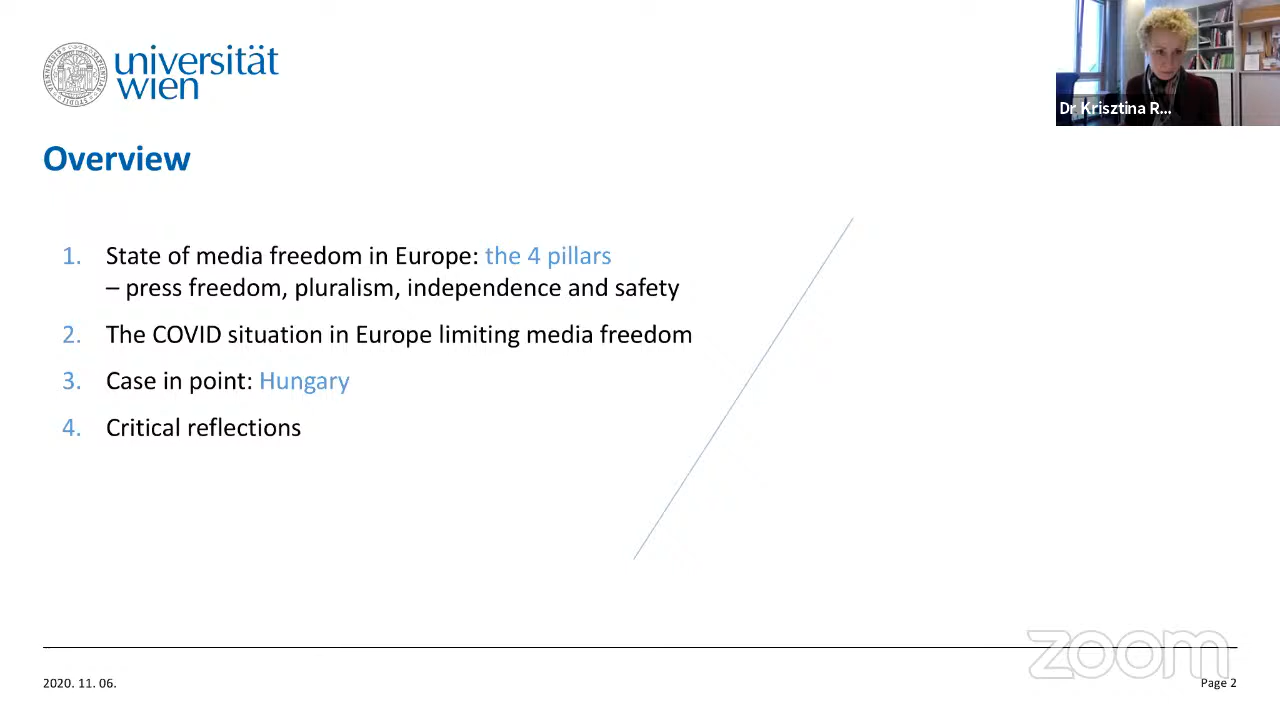 universität
wien
Dr Krisztina R...
Overview
1. State of media freedom in Europe: the 4 pillars
– press freedom, pluralism, independence and safety
2. The COVID situation in Europe limiting media freedom
3. Case in point: Hungary
4. Critical reflections
zoom
2020. 11. 06.
Page 2